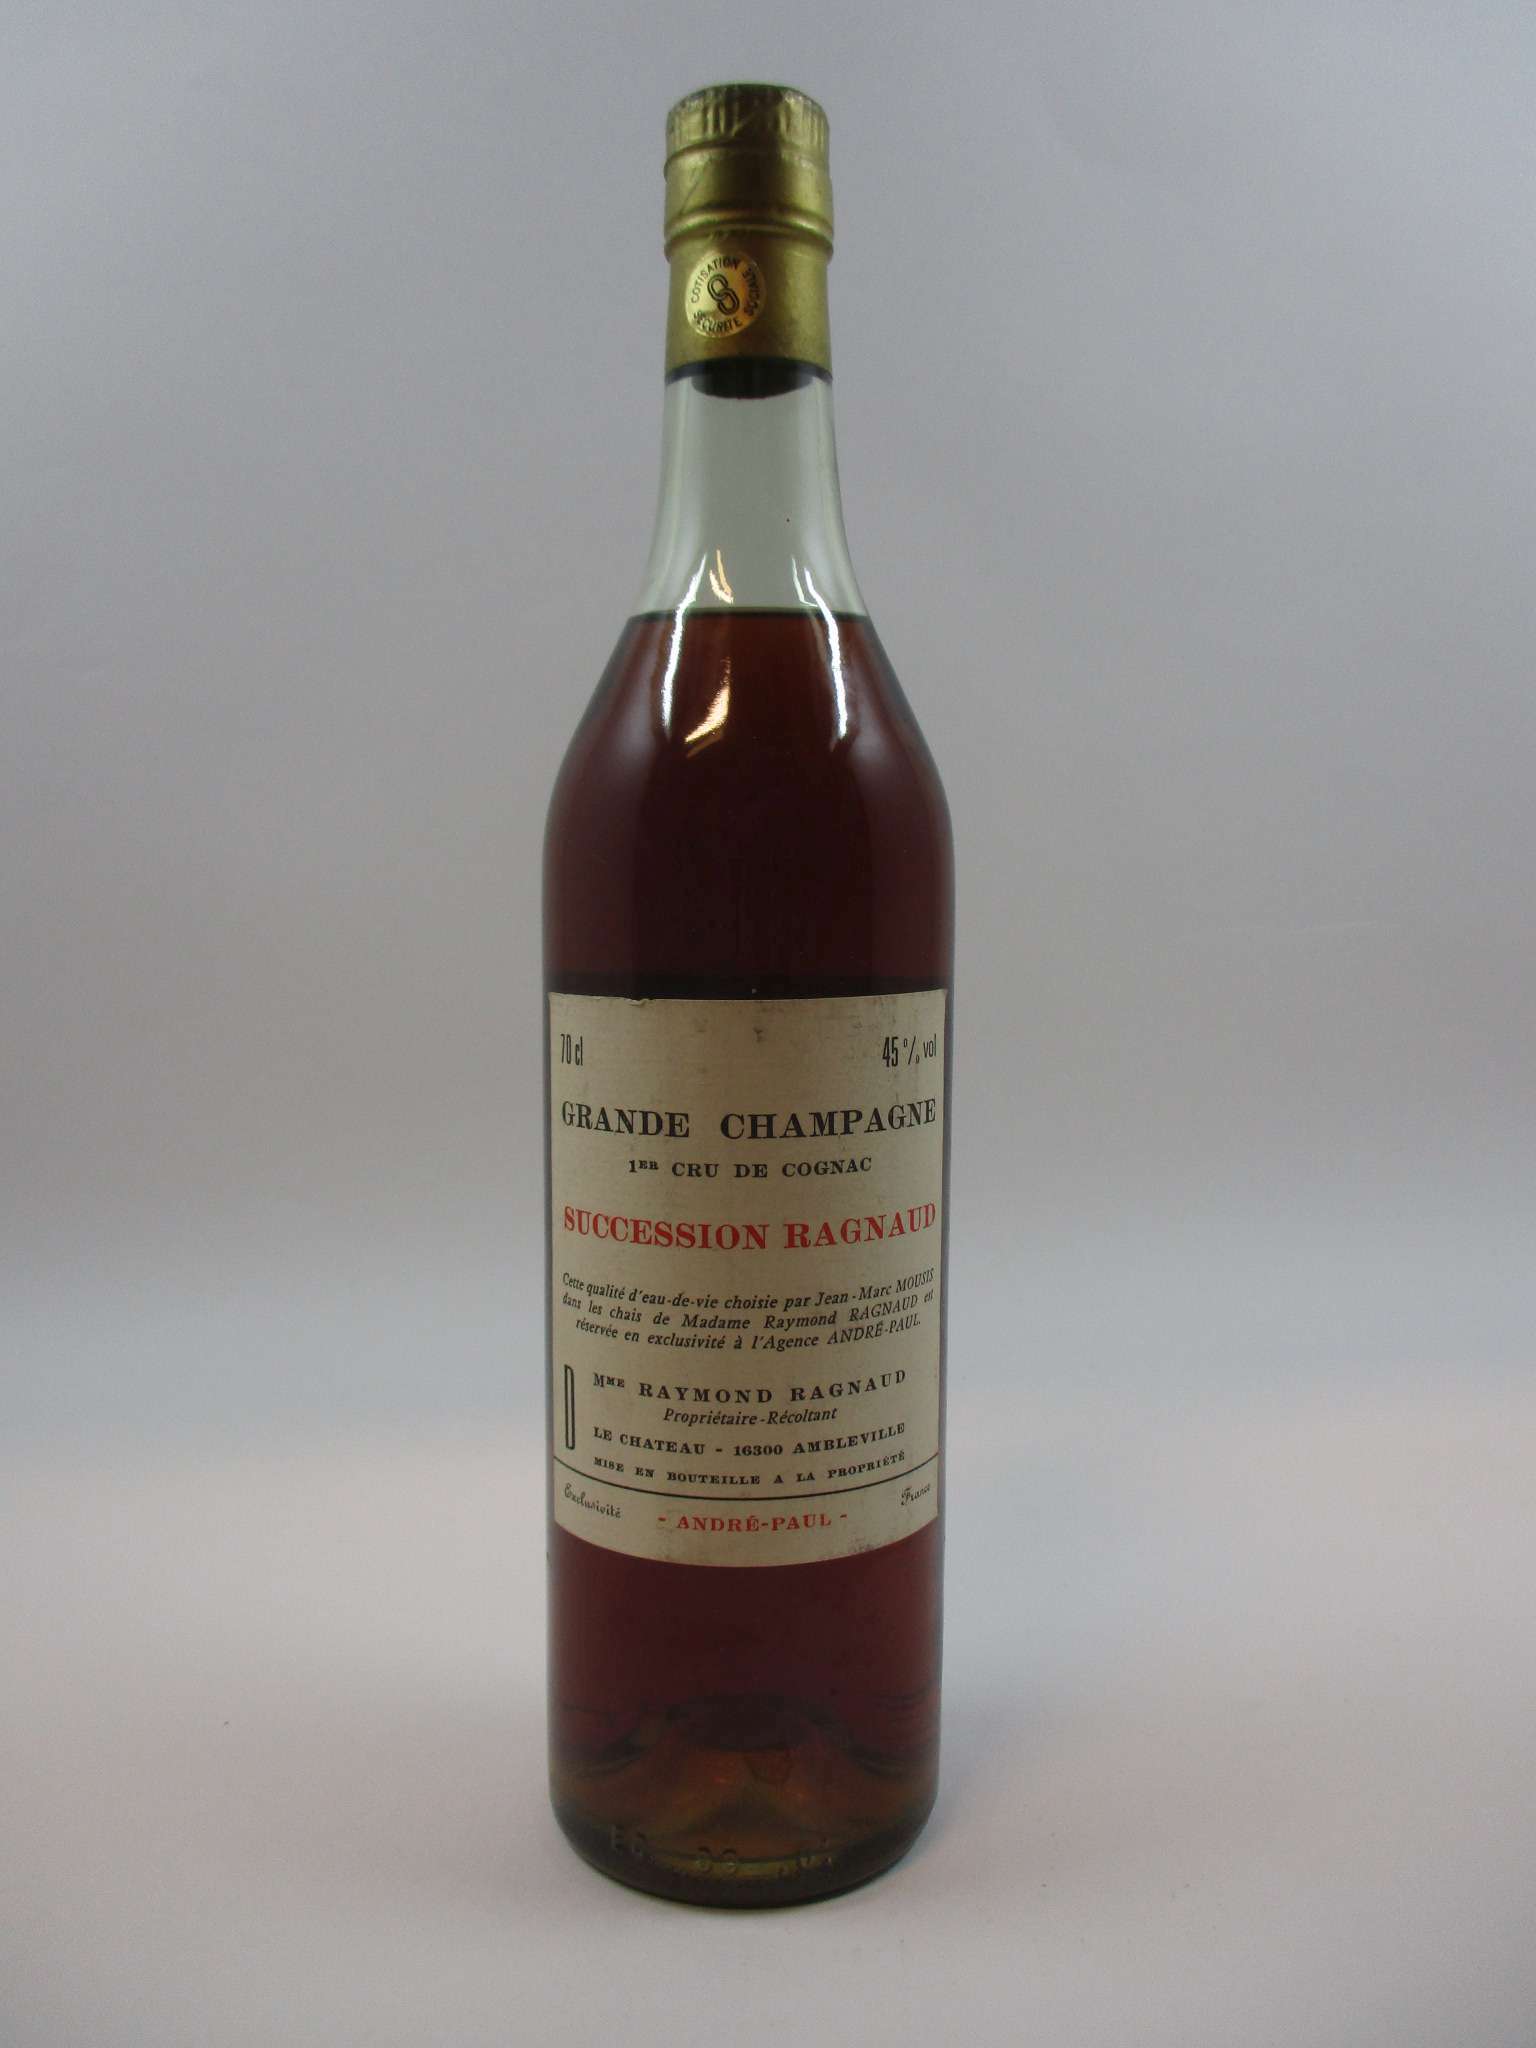 COTISATION SÉCURITÉ SOCIALE
70 cl 45 % vol
GRANDE CHAMPAGNE
1ER CRU DE COGNAC
SUCCESSION RAGNAUD
Cette qualité d'eau-de-vie choisie par Jean-Marc MOUSIS
dans les chais de Madame Raymond RAGNAUD est
réservée en exclusivité à l'Agence ANDRÉ-PAUL.
MME RAYMOND RAGNAUD
Propriétaire-Récoltant
LE CHATEAU - 16300 AMBLEVILLE
MISE EN BOUTEILLE A LA PROPRIÉTÉ
Exclusivité France
- ANDRÉ-PAUL -